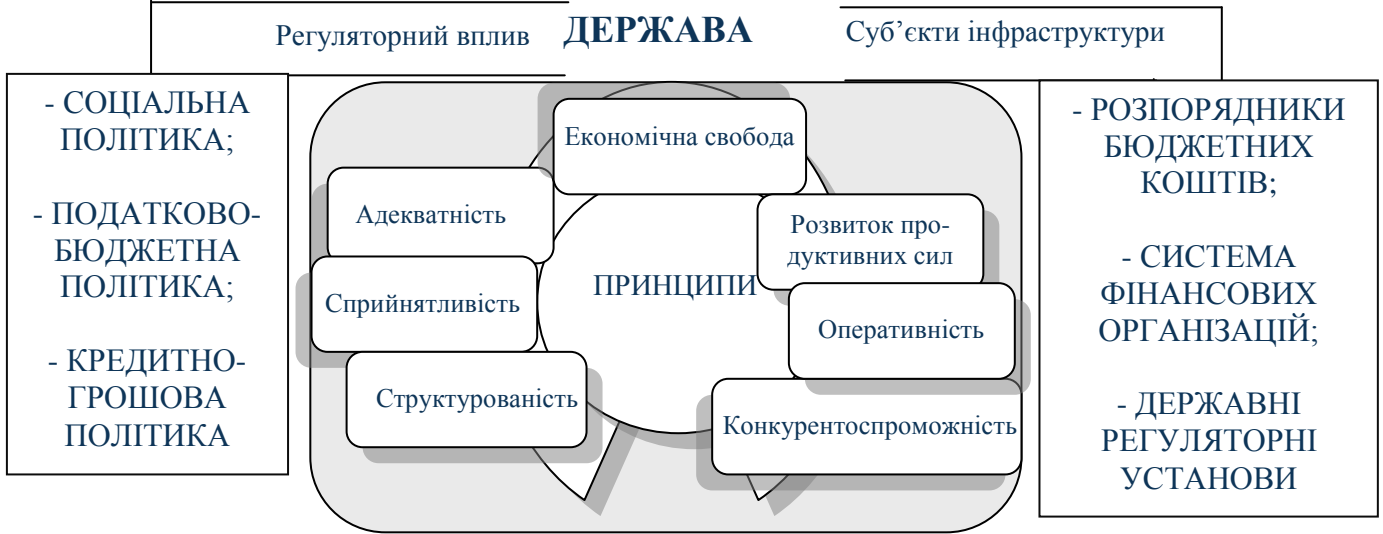 Регуляторний вплив
ДЕРЖАВА
Суб’єкти інфраструктури
- СОЦІАЛЬНА
ПОЛІТИКА;
- ПОДАТКОВО-
БЮДЖЕТНА
ПОЛІТИКА;
- КРЕДИТНО-
ГРОШОВА
ПОЛІТИКА
Економічна свобода
Адекватність
Сприйнятливість
Структурованість
ПРИНЦИПИ
Розвиток про-
дуктивних сил
Оперативність
Конкурентоспроможність
- РОЗПОРЯДНИКИ
БЮДЖЕТНИХ
КОШТІВ;
- СИСТЕМА
ФІНАНСОВИХ
ОРГАНІЗАЦІЙ;
- ДЕРЖАВНІ
РЕГУЛЯТОРНІ
УСТАНОВИ